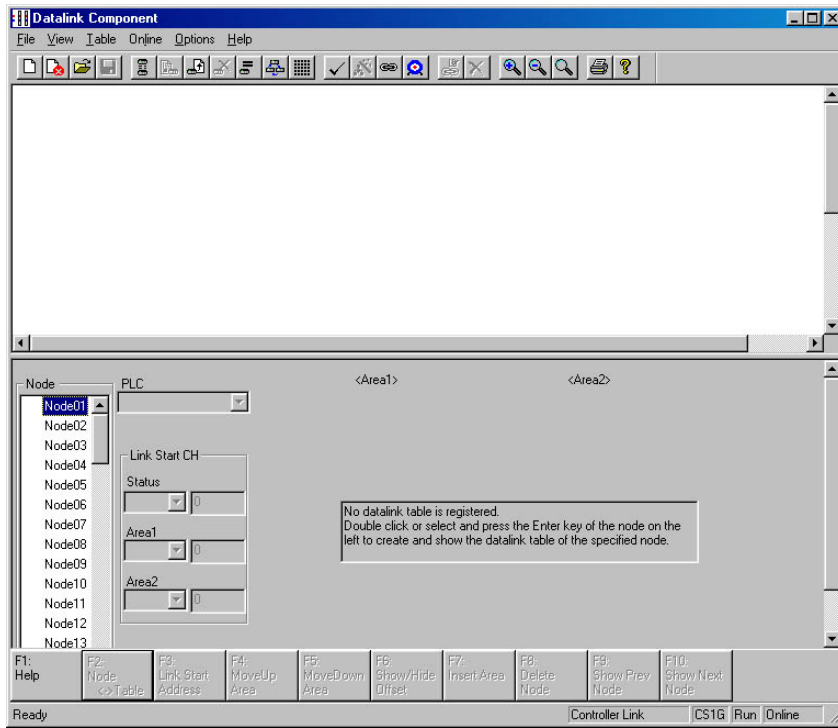 Datalink Component
File View Table Online Options Help
Node
PLC
<Area1>
<Area2>
Node01
Node02
Node03
Node04
Node05
Node06
Node07
Node08
Node09
Node10
Node11
Node12
Node13
Link Start CH
Status
0
Area1
0
Area2
0
No datalink table is registered.
Double click or select and press the Enter key of the node on the
left to create and show the datalink table of the specified node.
F1:
Help
F2:
Node
<->Table
F3:
Link Start
Address
F4:
MoveUp
Area
F5:
MoveDown
Area
F6:
Show/Hide
Offset
F7:
Insert Area
F8:
Delete
Node
F9:
Show Prev
Node
F10:
Show Next
Node
Ready
Controller Link
CS1G
Run
Online